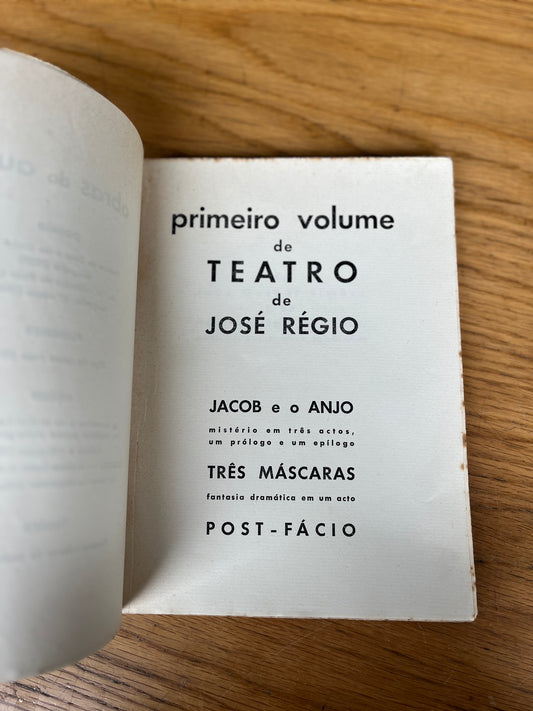 primeiro volume
de
TEATRO
de
JOSÉ RÉGIO
JACOB e o ANJO
mistério em três actos,
um prólogo e um epílogo
TRÊS MÁSCARAS
fantasia dramática em um acto
POST-FÁCIO